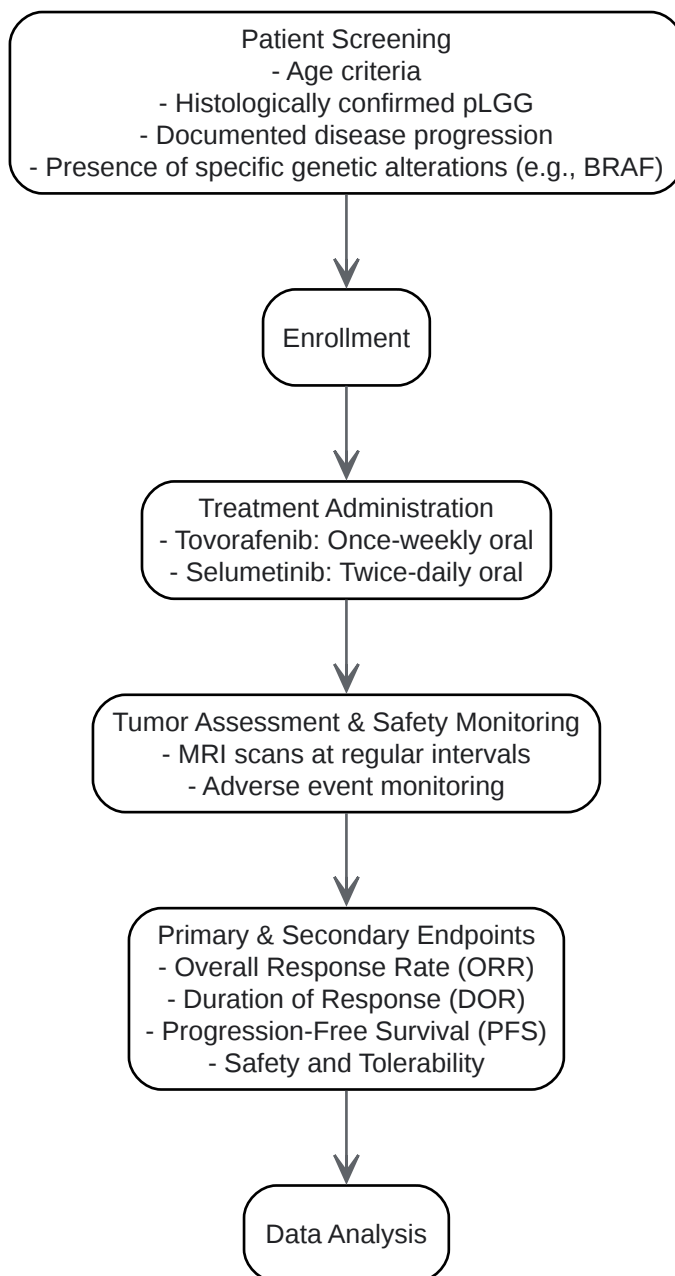 Patient Screening
- Age criteria
- Histologically confirmed pLGG
- Documented disease progression
- Presence of specific genetic alterations (e.g., BRAF)
Enrollment
Treatment Administration
- Tovorafenib: Once-weekly oral
- Selumetinib: Twice-daily oral
Tumor Assessment & Safety Monitoring
- MRI scans at regular intervals
- Adverse event monitoring
Primary & Secondary Endpoints
- Overall Response Rate (ORR)
- Duration of Response (DOR)
- Progression-Free Survival (PFS)
- Safety and Tolerability
Data Analysis